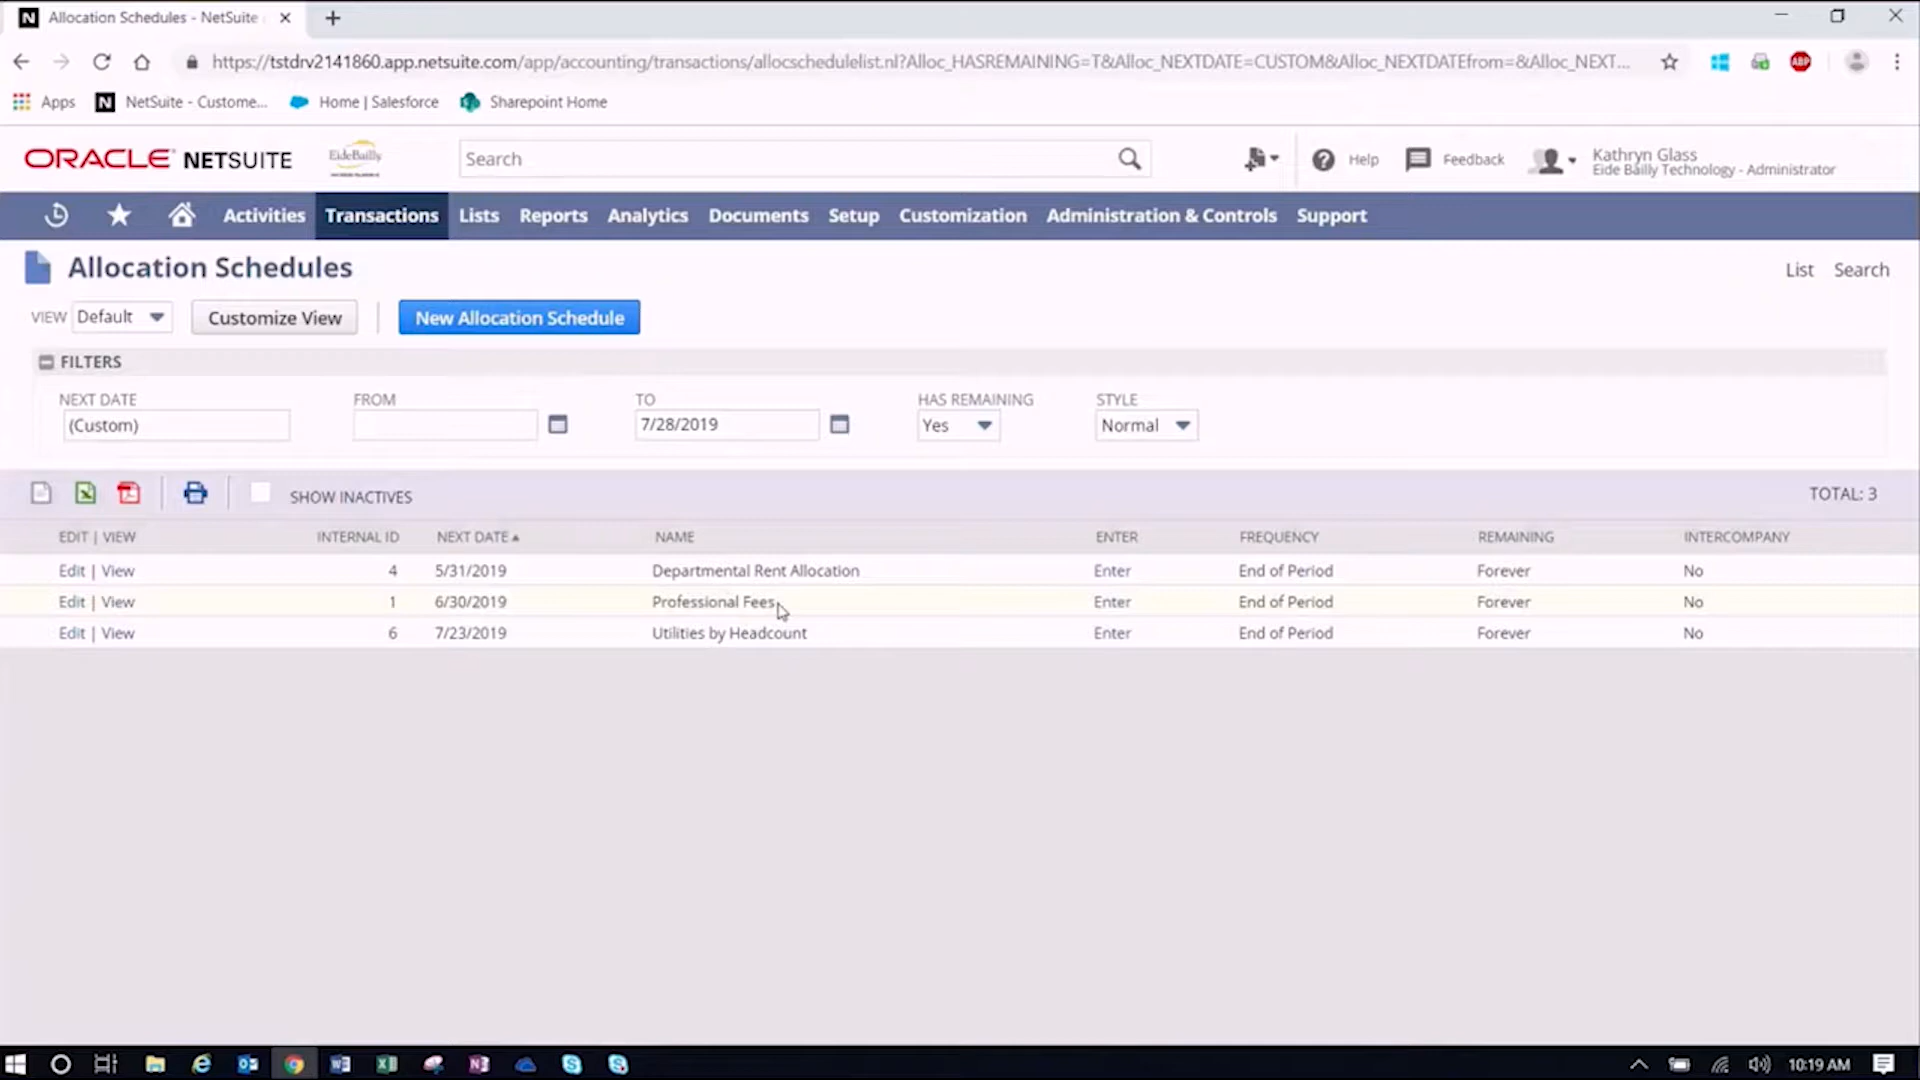 Allocation Schedules - NetSuite
https://tstdrv2141860.app.netsuite.com/app/accounting/transactions/allocschedulelist.nl?Alloc_HASREMAINING=T&Alloc_NEXTDATE=CUSTOM&Alloc_NEXTDATEfrom=&Alloc_NEXT...
Apps NetSuite - Custome... Home | Salesforce Sharepoint Home
ORACLE NETSUITE EideBailly Search Help Feedback Kathryn Glass
Eide Bailly Technology - Administrator
Activities Transactions Lists Reports Analytics Documents Setup Customization Administration & Controls Support
Allocation Schedules List Search
VIEW Default Customize View New Allocation Schedule
FILTERS
NEXT DATE FROM TO HAS REMAINING STYLE
(Custom) 7/28/2019 Yes Normal
SHOW INACTIVES TOTAL: 3
EDIT | VIEW INTERNAL ID NEXT DATE NAME ENTER FREQUENCY REMAINING INTERCOMPANY
Edit | View 4 5/31/2019 Departmental Rent Allocation Enter End of Period Forever No
Edit | View 1 6/30/2019 Professional Fees Enter End of Period Forever No
Edit | View 6 7/23/2019 Utilities by Headcount Enter End of Period Forever No
10:19 AM